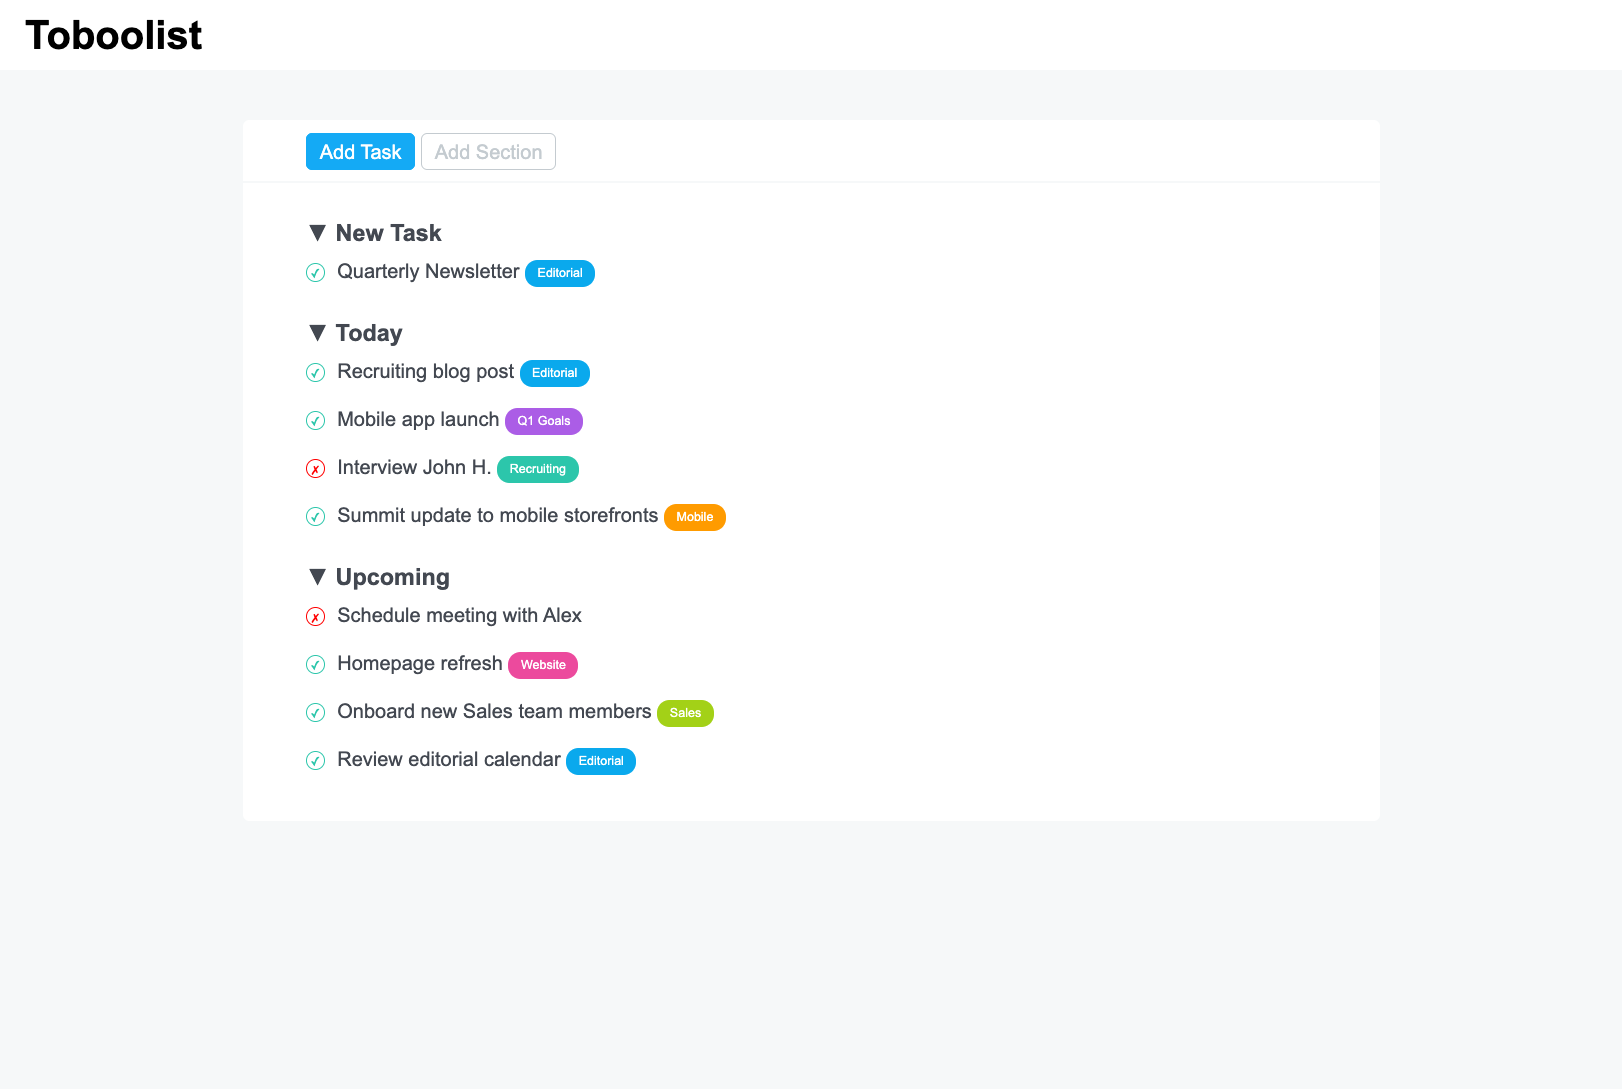 Toboolist
Add Task Add Section
▼ New Task
✓ Quarterly Newsletter Editorial
▼ Today
✓ Recruiting blog post Editorial
✓ Mobile app launch Q1 Goals
✗ Interview John H. Recruiting
✓ Summit update to mobile storefronts Mobile
▼ Upcoming
✗ Schedule meeting with Alex
✓ Homepage refresh Website
✓ Onboard new Sales team members Sales
✓ Review editorial calendar Editorial